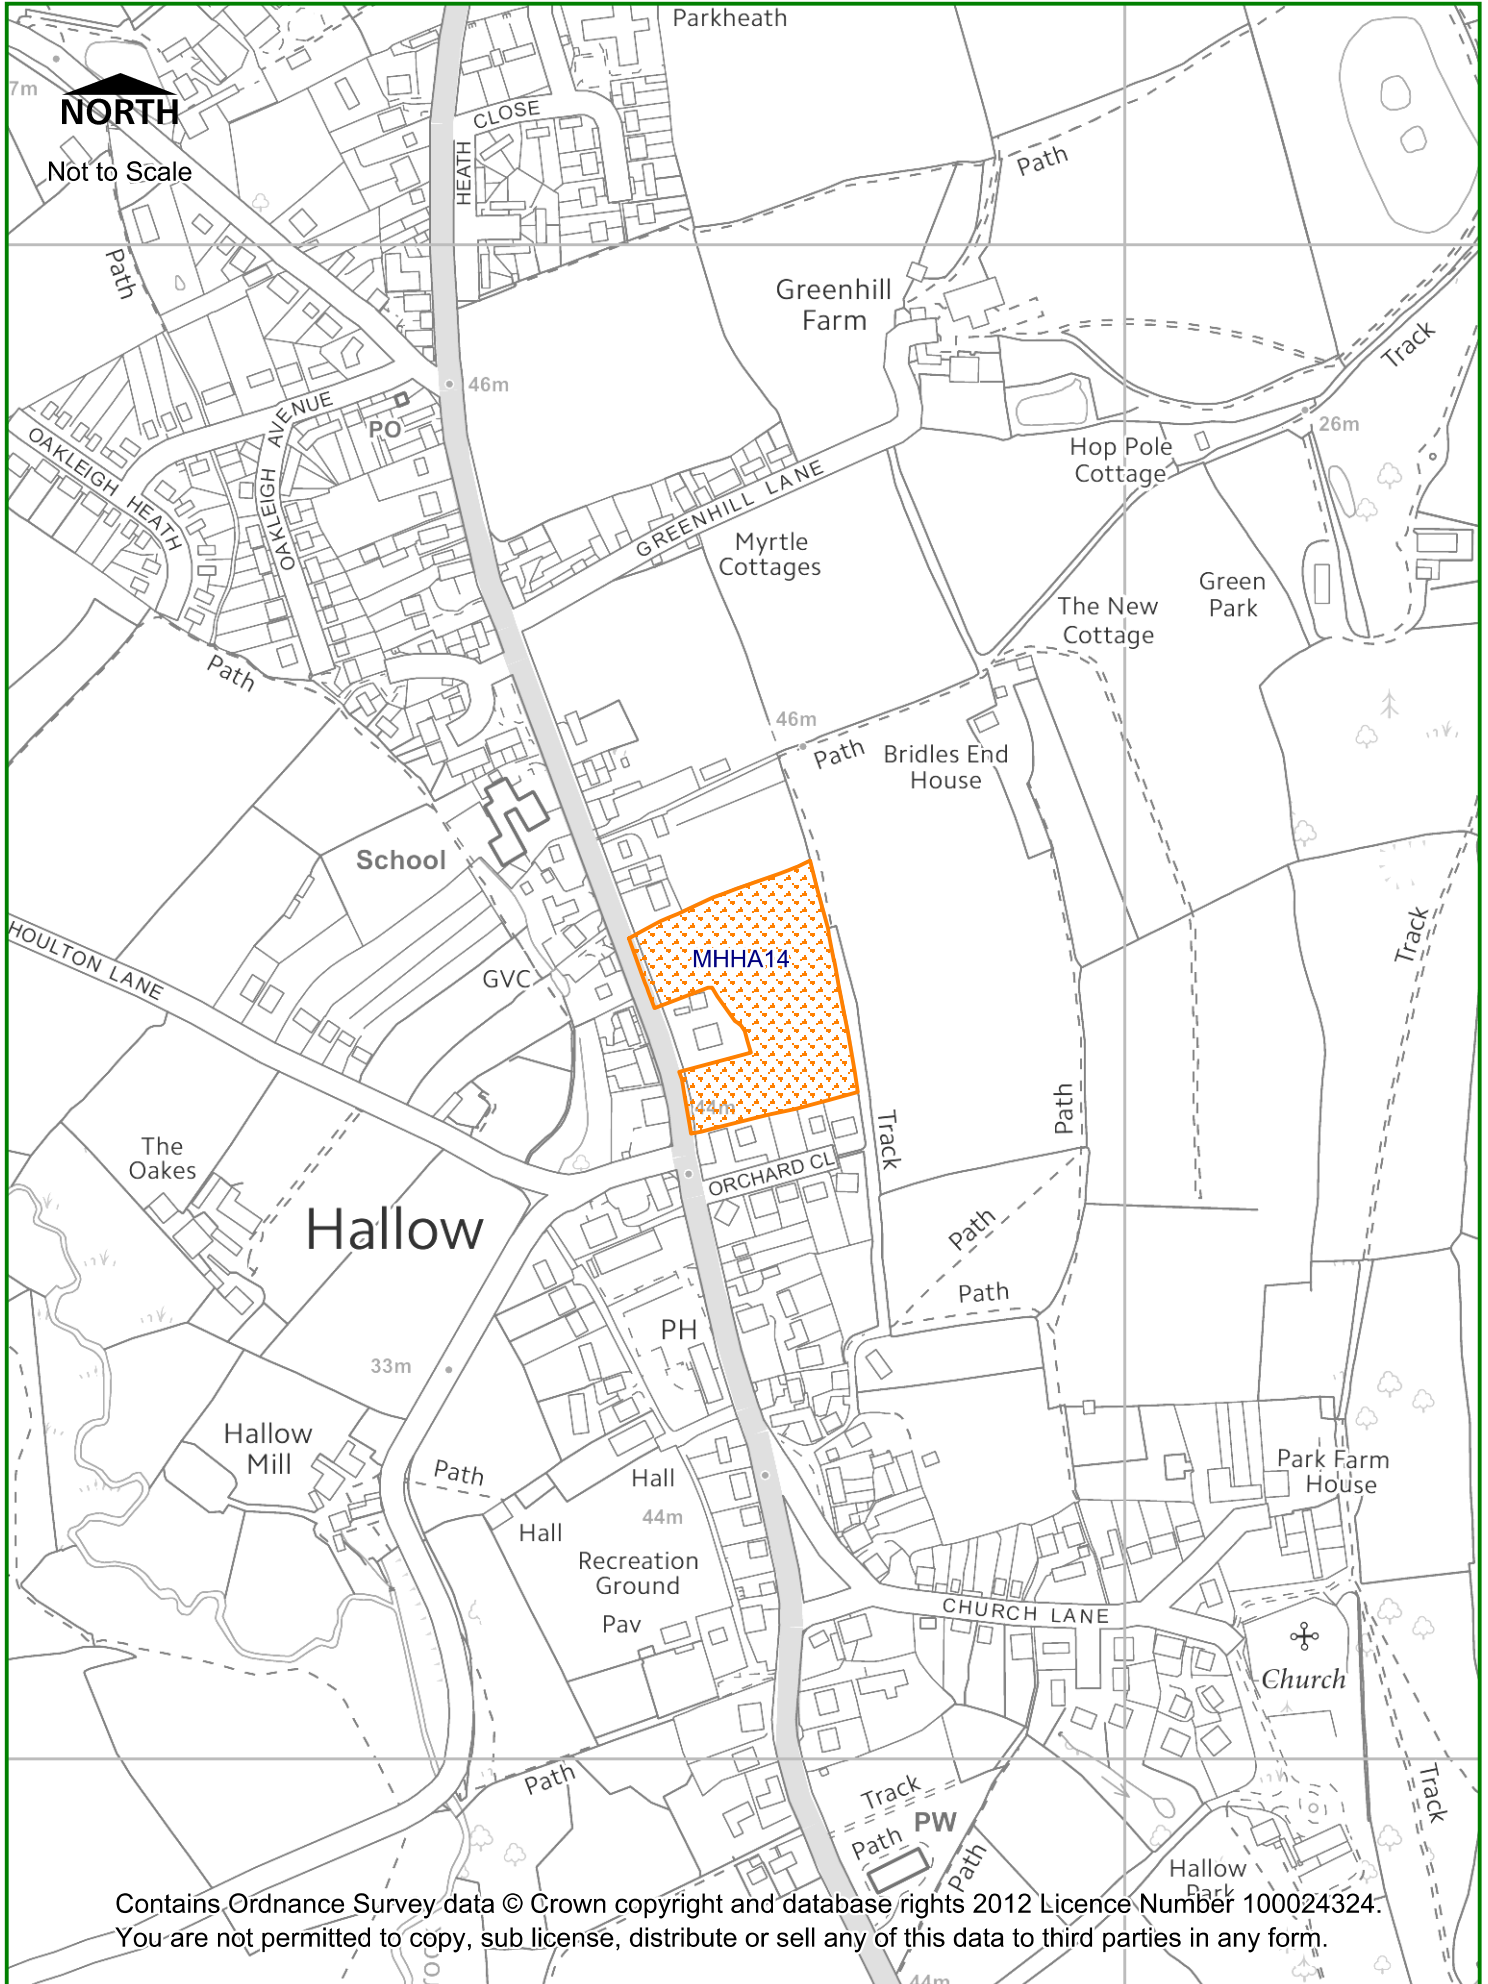 Parkheath
7m
NORTH
Not to Scale
CLOSE
HEATH
Path
Path
Greenhill
Farm
Track
46m
26m
OAKLEIGH AVENUE
PO
OAKLEIGH HEATH
Hop Pole
Cottage
GREENHILL LANE
Myrtle
Cottages
Green
Park
The New
Cottage
Path
46m
Path
Bridles End
House
School
HOULTON LANE
GVC
MHHA14
Track
44m
Path
Track
The
Oakes
ORCHARD CL
Hallow
Path
Path
PH
33m
Hallow
Mill
Path
Hall
Park Farm
House
44m
Hall
Recreation
Ground
Pav
CHURCH LANE
Church
Path
Track
Track
PW
Path
Path
Hallow
Park
Contains Ordnance Survey data © Crown copyright and database rights 2012 Licence Number 100024324.
You are not permitted to copy, sub license, distribute or sell any of this data to third parties in any form.
44m